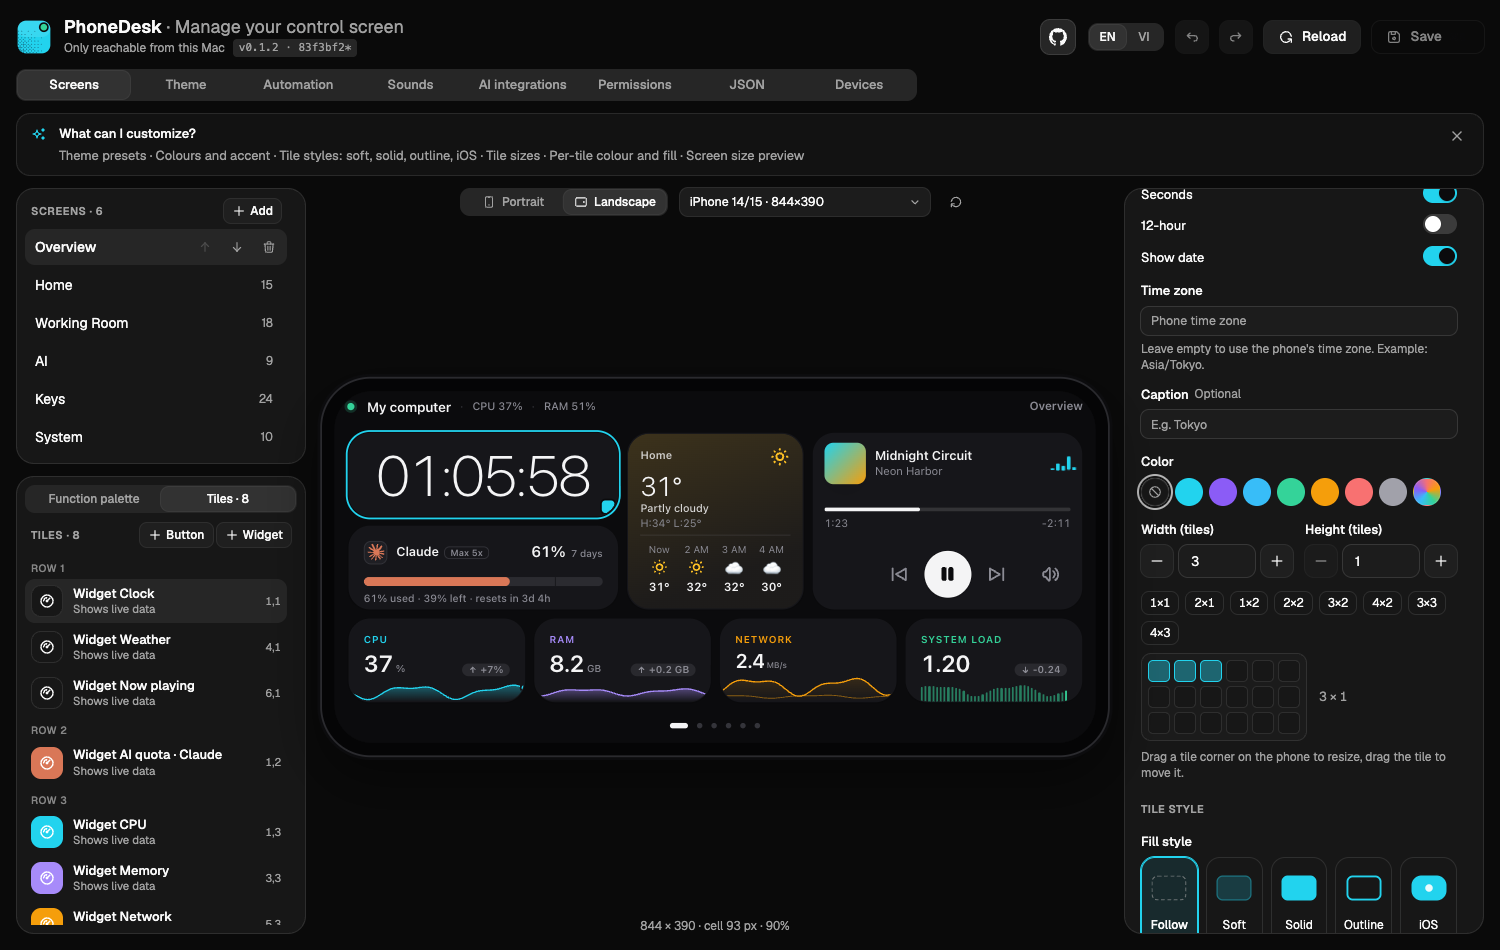 PhoneDesk · Manage your control screen
Only reachable from this Mac v0.1.2 · 83f3bf2*
EN VI
Reload
Save
Screens
Theme
Automation
Sounds
AI integrations
Permissions
JSON
Devices
What can I customize?
Theme presets · Colours and accent · Tile styles: soft, solid, outline, iOS · Tile sizes · Per-tile colour and fill · Screen size preview
SCREENS · 6
Add
Overview
Home 15
Working Room 18
AI 9
Keys 24
System 10
Function palette
Tiles · 8
TILES · 8
Button
Widget
ROW 1
Widget Clock
Shows live data
1,1
Widget Weather
Shows live data
4,1
Widget Now playing
Shows live data
6,1
ROW 2
Widget AI quota · Claude
Shows live data
1,2
ROW 3
Widget CPU
Shows live data
1,3
Widget Memory
Shows live data
3,3
Widget Network
5,3
Portrait
Landscape
iPhone 14/15 · 844×390
My computer · CPU 37% · RAM 51%
Overview
01:05:58
Claude Max 5x 61% 7 days
61% used · 39% left · resets in 3d 4h
Home
31°
Partly cloudy
H:34° L:25°
Now 2 AM 3 AM 4 AM
31° 32° 32° 30°
Midnight Circuit
Neon Harbor
1:23 -2:11
CPU
37 % ↑ +7%
RAM
8.2 GB ↑ +0.2 GB
NETWORK
2.4 MB/s
SYSTEM LOAD
1.20 ↓ -0.24
844 × 390 · cell 93 px · 90%
Seconds
12-hour
Show date
Time zone
Phone time zone
Leave empty to use the phone's time zone. Example:
Asia/Tokyo.
Caption Optional
E.g. Tokyo
Color
Width (tiles) Height (tiles)
− 3 + − 1 +
1×1 2×1 1×2 2×2 3×2 4×2 3×3
4×3
3 × 1
Drag a tile corner on the phone to resize, drag the tile to
move it.
TILE STYLE
Fill style
Follow Soft Solid Outline iOS